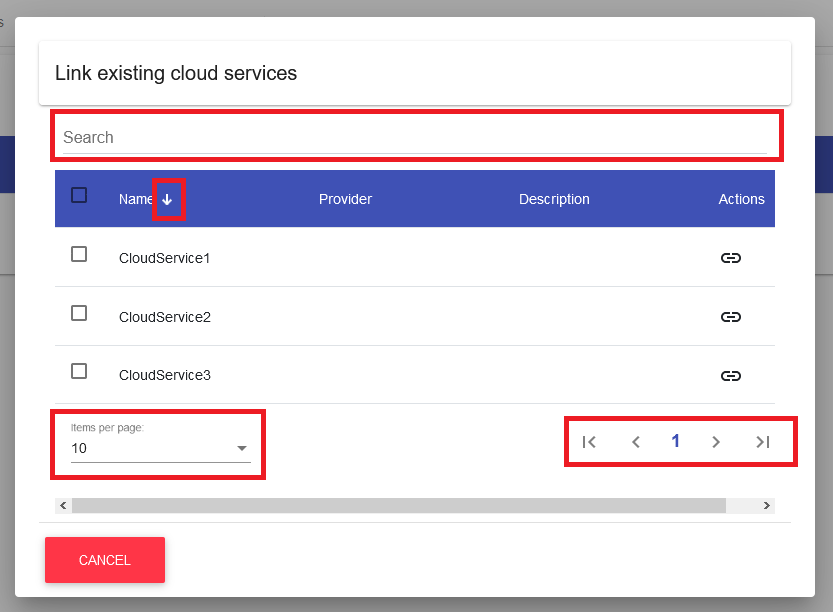 s
Link existing cloud services
Search
Name Provider Description Actions
CloudService1
CloudService2
CloudService3
Items per page:
10
1
CANCEL